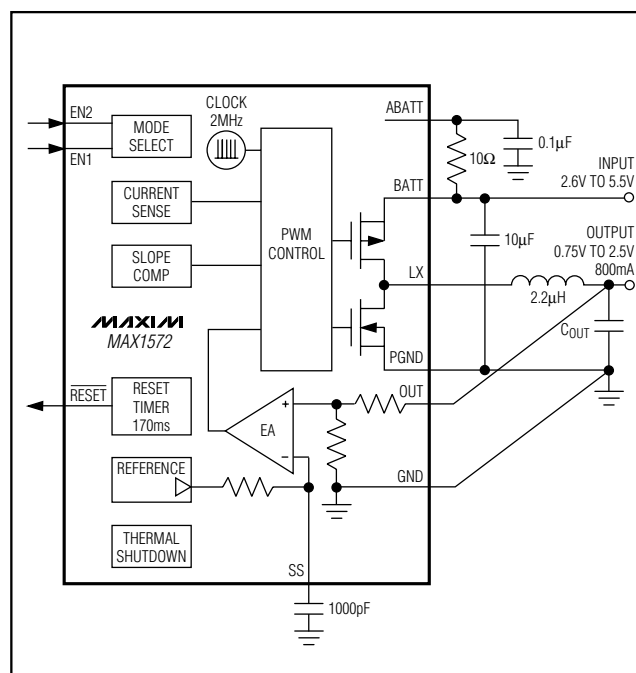 EN2
EN1
MODE
SELECT
CLOCK
2MHz
CURRENT
SENSE
SLOPE
COMP
PWM
CONTROL
ABATT
10Ω
0.1µF
BATT
INPUT
2.6V TO 5.5V
10µF
OUTPUT
0.75V TO 2.5V
800mA
LX
2.2µH
COUT
PGND
MAXIM
MAX1572
RESET
RESET
TIMER
170ms
EA
+
−
OUT
REFERENCE
GND
THERMAL
SHUTDOWN
SS
1000pF